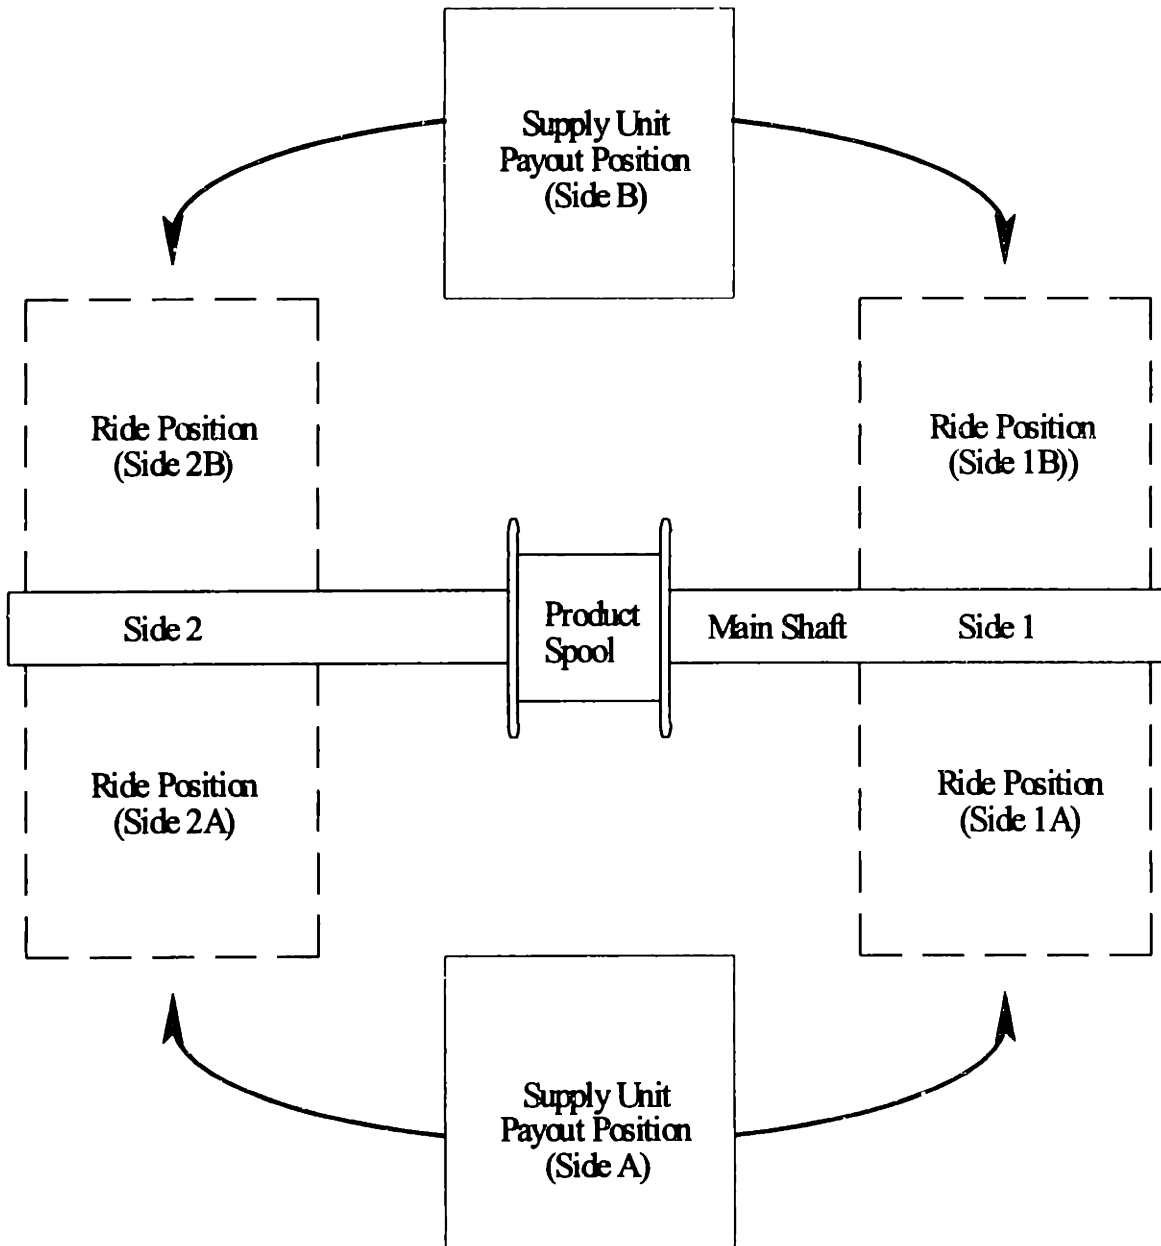 Supply Unit
Payout Position
(Side B)
Ride Position
(Side 2B)
Ride Position
(Side 1B))
Side 2
Product
Spool
Main Shaft
Side 1
Ride Position
(Side 2A)
Ride Position
(Side 1A)
Supply Unit
Payout Position
(Side A)